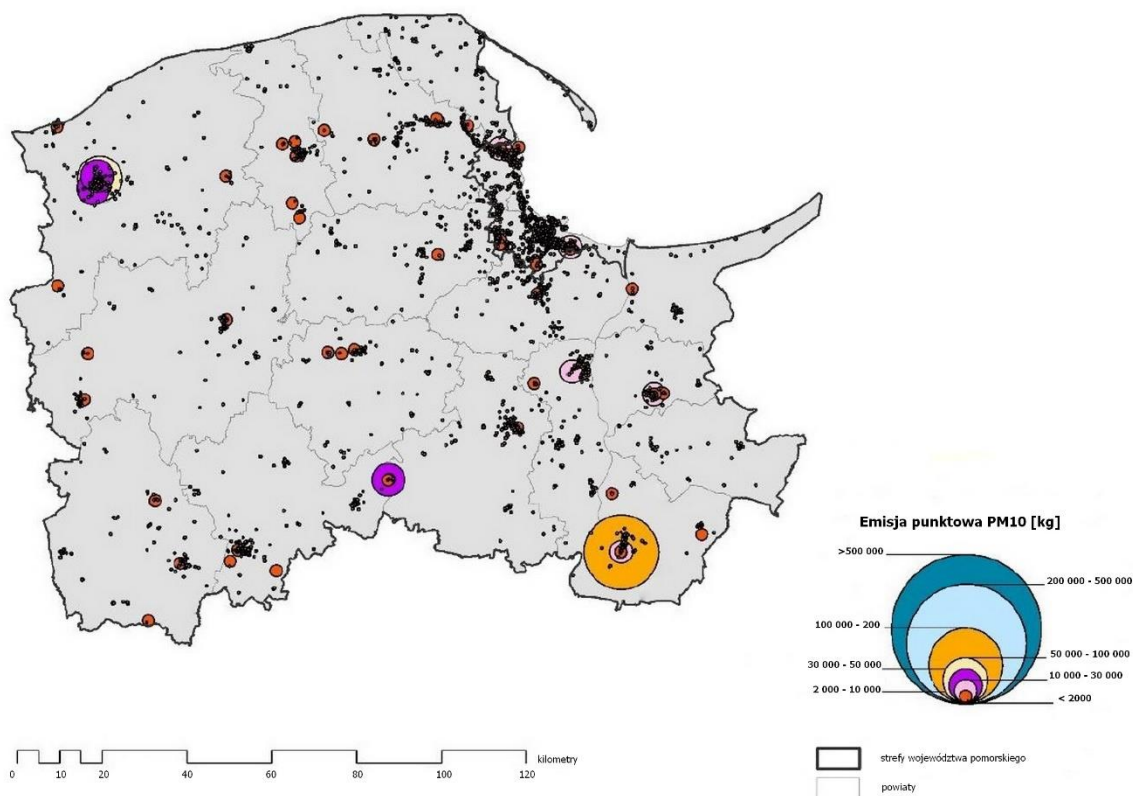 Emisja punktowa PM10 [kg]
>500 000
200 000 - 500 000
100 000 - 200
50 000 - 100 000
30 000 - 50 000
10 000 - 30 000
2 000 - 10 000
< 2000
kilometry
0 10 20 40 60 80 100 120
strefy województwa pomorskiego
powiaty